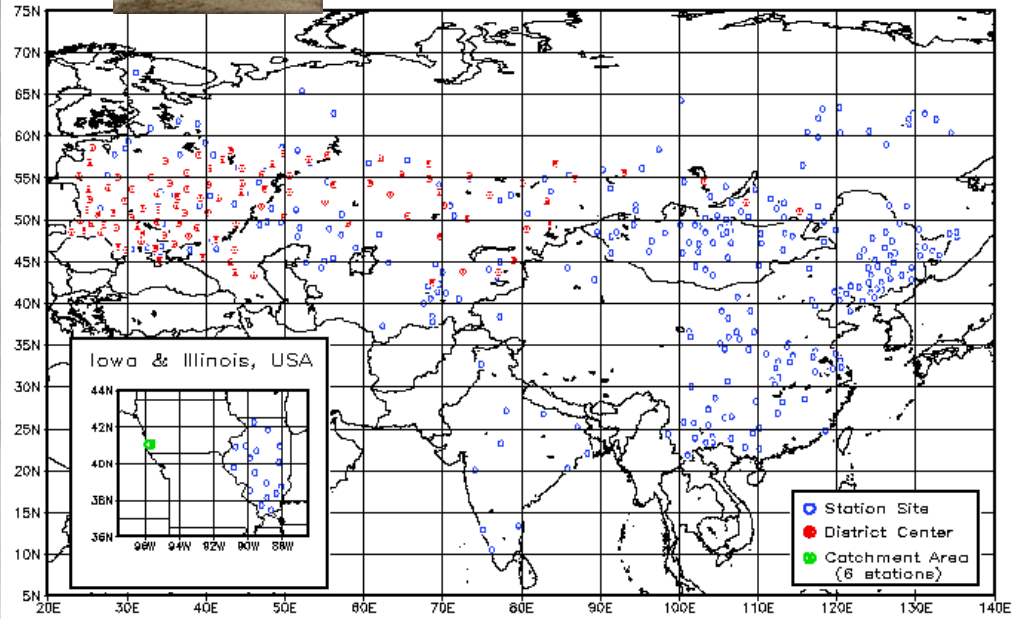 75N
70N
65N
60N
55N
50N
45N
40N
35N
30N
25N
20N
15N
10N
5N
20E 30E 40E 50E 60E 70E 80E 90E 100E 110E 120E 130E 140E
Iowa & Illinois, USA
44N
42N
40N
38N
36N
96W 94W 92W 90W 88W
Station Site
District Center
Catchment Area
(6 stations)